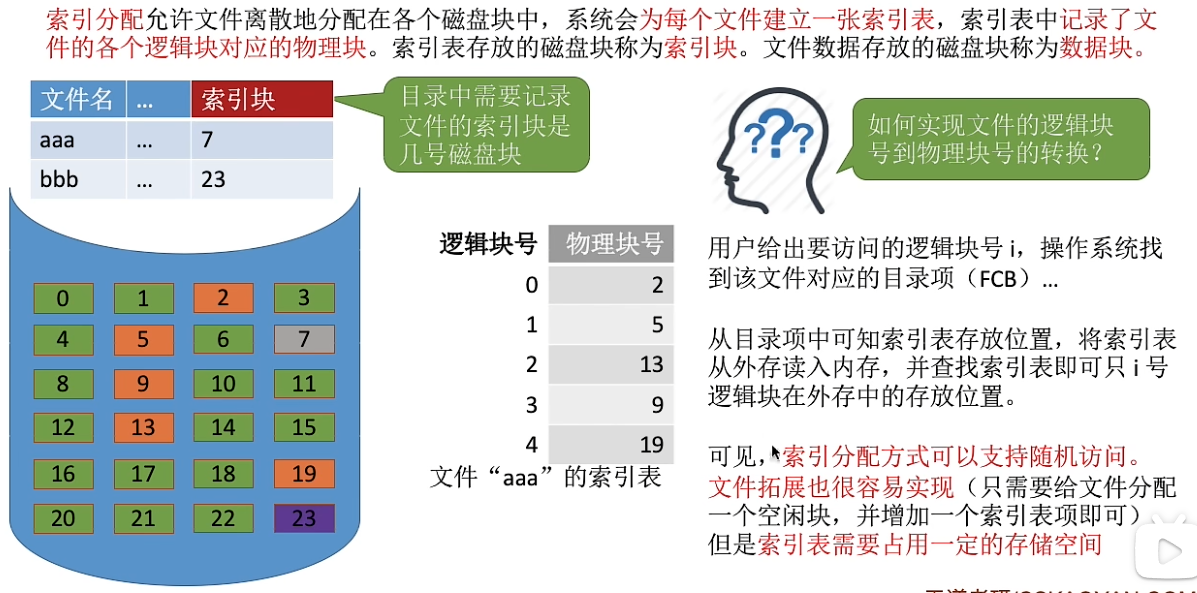 索引分配允许文件离散地分配在各个磁盘块中，系统会为每个文件建立一张索引表，索引表中记录了文
件的各个逻辑块对应的物理块。索引表存放的磁盘块称为索引块。文件数据存放的磁盘块称为数据块。
文件名 ... 索引块
aaa ... 7
bbb ... 23
目录中需要记录
文件的索引块是
几号磁盘块
???
如何实现文件的逻辑块
号到物理块号的转换？
0 1 2 3
4 5 6 7
8 9 10 11
12 13 14 15
16 17 18 19
20 21 22 23
逻辑块号 物理块号
0 2
1 5
2 13
3 9
4 19
文件“aaa”的索引表
用户给出要访问的逻辑块号 i，操作系统找
到该文件对应的目录项（FCB）...
从目录项中可知索引表存放位置，将索引表
从外存读入内存，并查找索引表即可只 i 号
逻辑块在外存中的存放位置。
可见，索引分配方式可以支持随机访问。
文件拓展也很容易实现（只需要给文件分配
一个空闲块，并增加一个索引表项即可）
但是索引表需要占用一定的存储空间